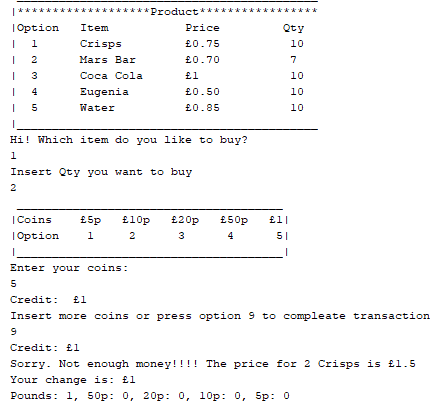 |*******************Product*****************
|Option Item Price Qty
| 1 Crisps £0.75 10
| 2 Mars Bar £0.70 7
| 3 Coca Cola £1 10
| 4 Eugenia £0.50 10
| 5 Water £0.85 10
|____________________________________________
Hi! Which item do you like to buy?
1
Insert Qty you want to buy
2
______________________________________
|Coins £5p £10p £20p £50p £1|
|Option 1 2 3 4 5|
|______________________________________|
Enter your coins:
5
Credit: £1
Insert more coins or press option 9 to compleate transaction
9
Credit: £1
Sorry. Not enough money!!!! The price for 2 Crisps is £1.5
Your change is: £1
Pounds: 1, 50p: 0, 20p: 0, 10p: 0, 5p: 0